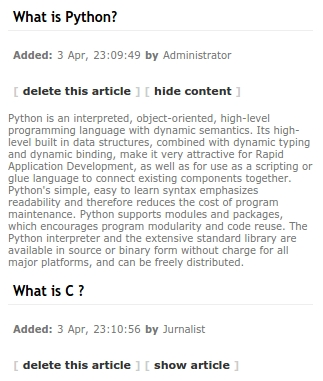 What is Python?
Added: 3 Apr, 23:09:49 by Administrator
[ delete this article ] [ hide content ]
Python is an interpreted, object-oriented, high-level
programming language with dynamic semantics. Its high-
level built in data structures, combined with dynamic typing
and dynamic binding, make it very attractive for Rapid
Application Development, as well as for use as a scripting or
glue language to connect existing components together.
Python's simple, easy to learn syntax emphasizes
readability and therefore reduces the cost of program
maintenance. Python supports modules and packages,
which encourages program modularity and code reuse. The
Python interpreter and the extensive standard library are
available in source or binary form without charge for all
major platforms, and can be freely distributed.
What is C ?
Added: 3 Apr, 23:10:56 by Jurnalist
[ delete this article ] [ show article ]